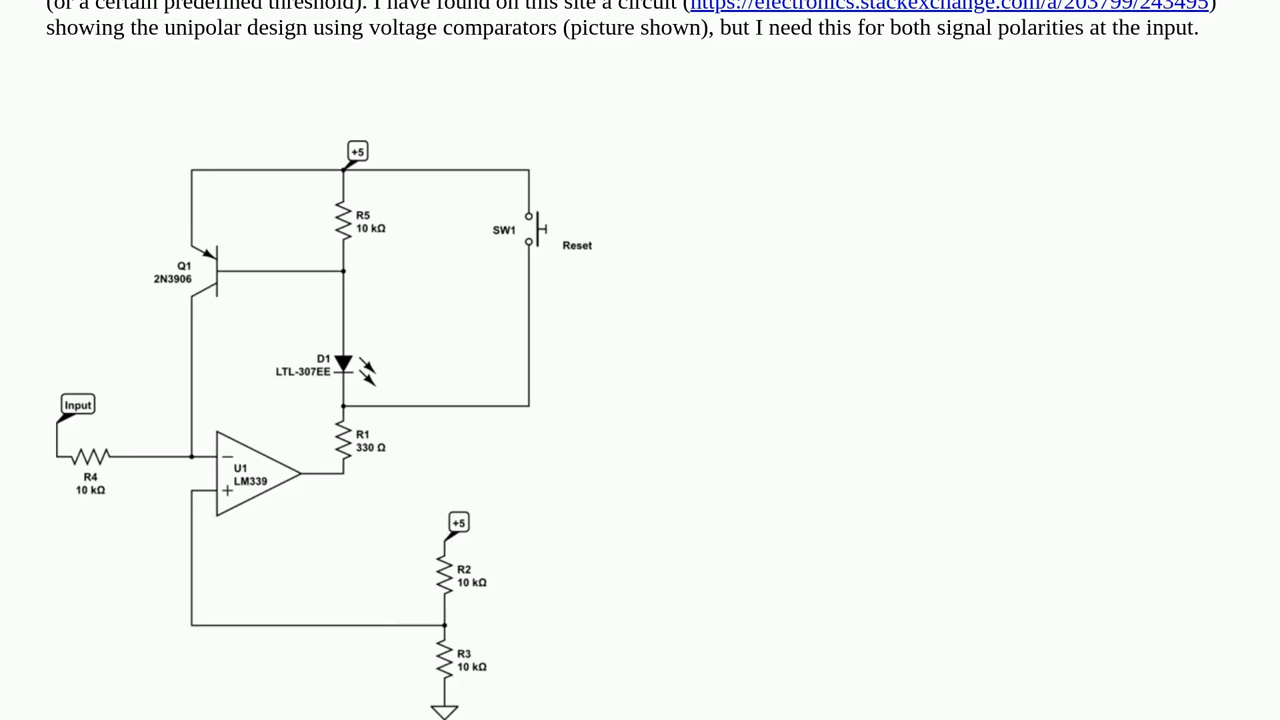 (or a certain predefined threshold). I have found on this site a circuit (https://electronics.stackexchange.com/a/203799/243495)
showing the unipolar design using voltage comparators (picture shown), but I need this for both signal polarities at the input.
+5
R5
10 kΩ
SW1
Reset
Q1
2N3906
D1
LTL-307EE
Input
R1
330 Ω
R4
10 kΩ
−
U1
LM339
+
+5
R2
10 kΩ
R3
10 kΩ